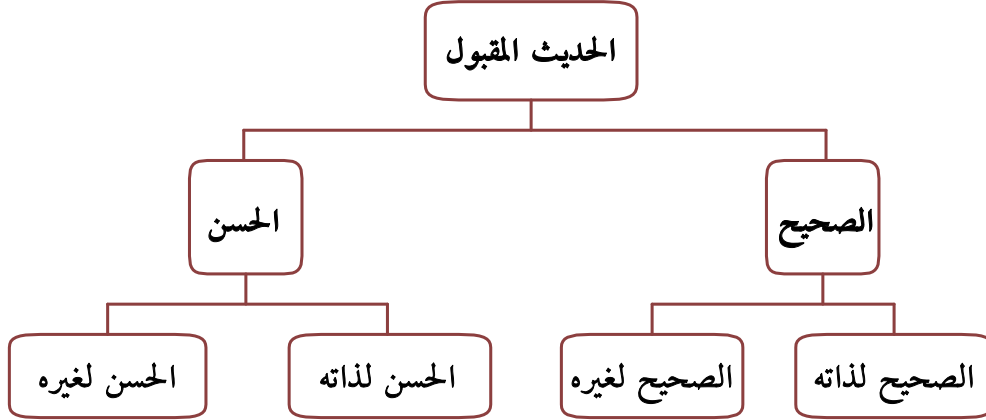 الحديث المقبول
الصحيح
الحسن
الصحيح لذاته
الصحيح لغيره
الحسن لذاته
الحسن لغيره